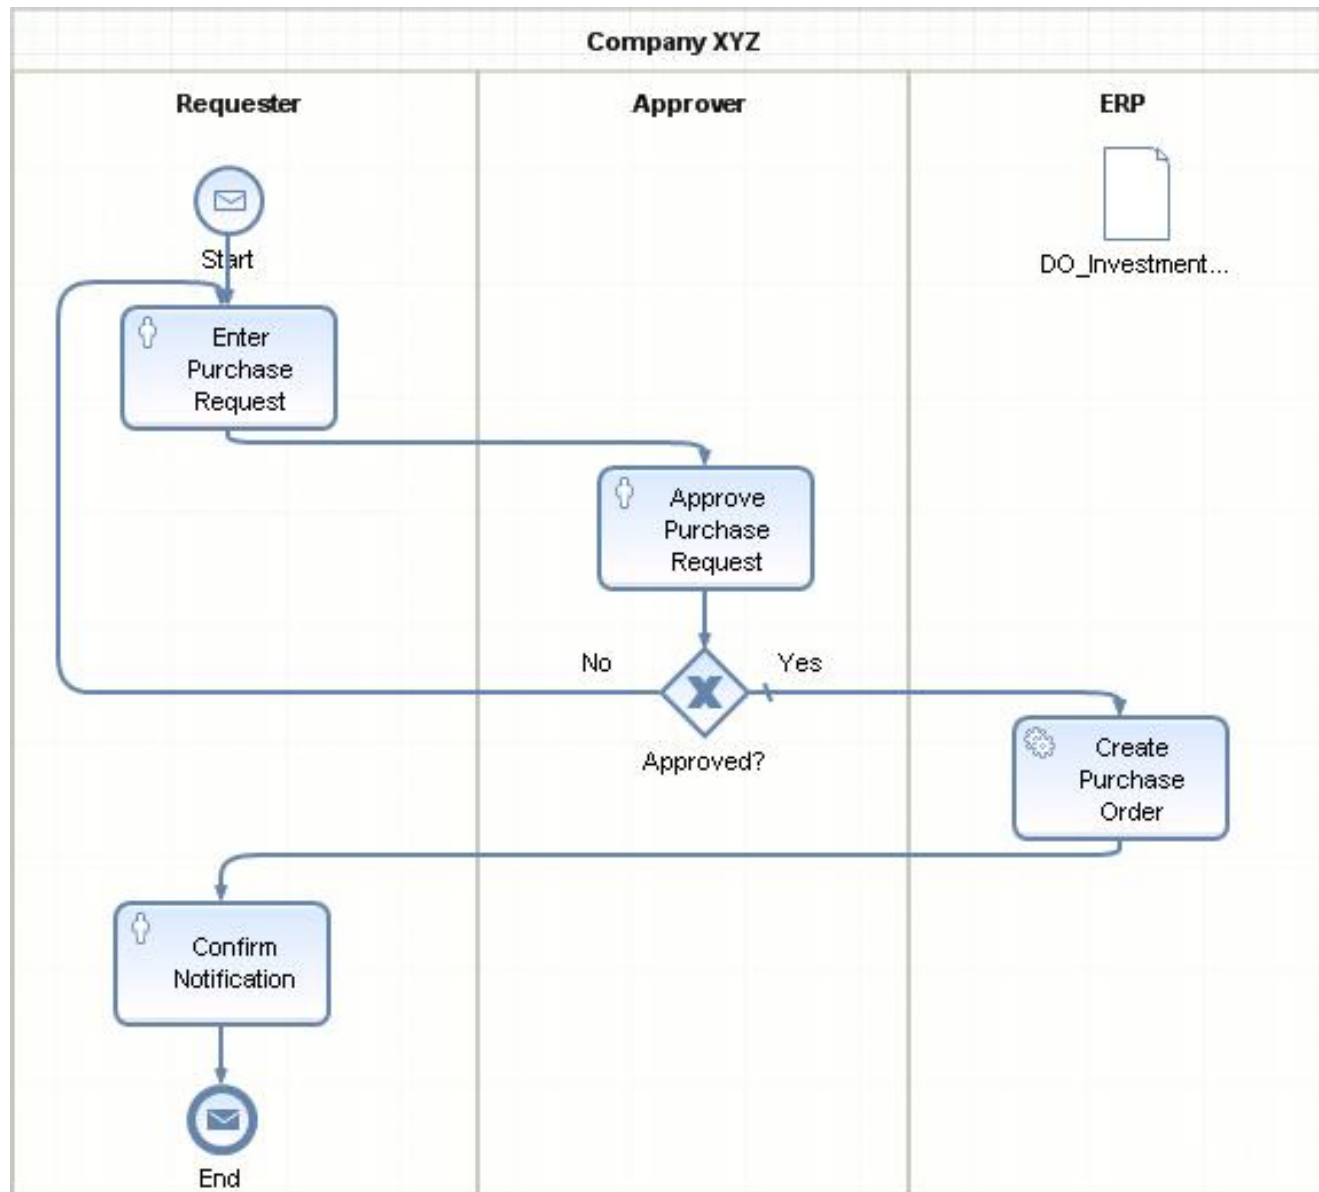 Company XYZ
Requester
Approver
ERP
Start
DO_Investment...
Enter
Purchase
Request
Approve
Purchase
Request
No
Yes
Approved?
Create
Purchase
Order
Confirm
Notification
End